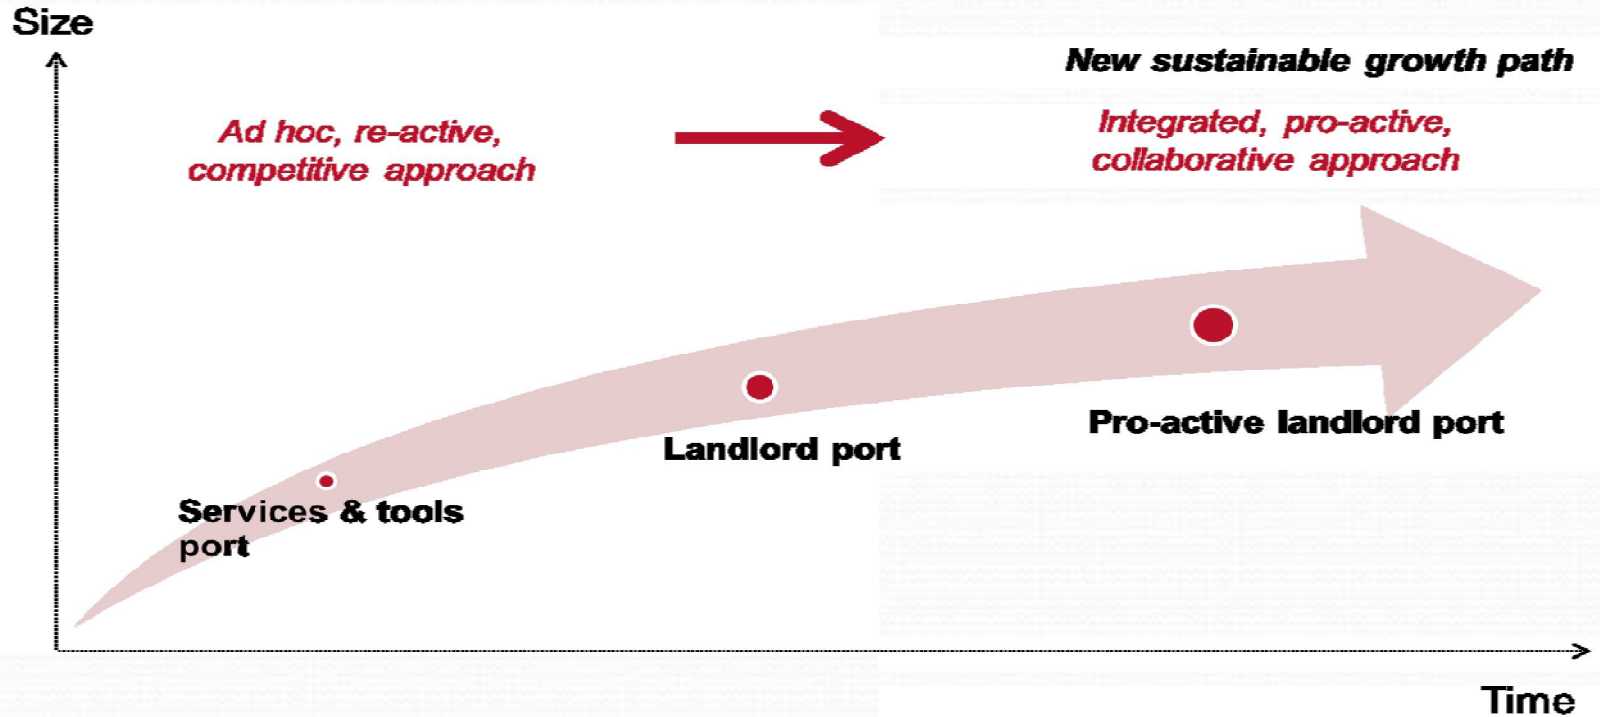 Size
New sustainable growth path
Ad hoc, re-active,
competitive approach
Integrated, pro-active,
collaborative approach
Pro-active landlord port
Landlord port
Services & tools
port
Time